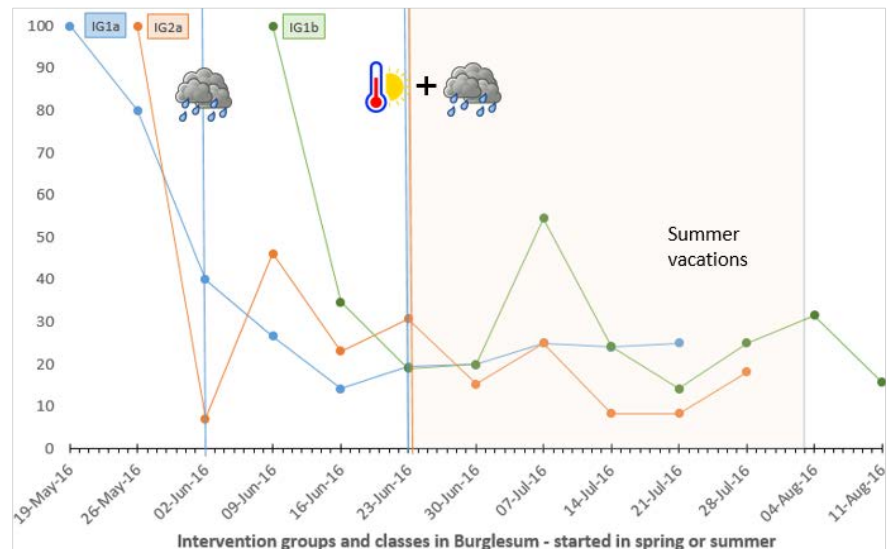 IG1a
IG2a
IG1b
100
90
80
70
60
50
40
30
20
10
0
+
Summer
vacations
19-May-16
26-May-16
02-Jun-16
09-Jun-16
16-Jun-16
23-Jun-16
30-Jun-16
07-Jul-16
14-Jul-16
21-Jul-16
28-Jul-16
04-Aug-16
11-Aug-16
Intervention groups and classes in Burglesum - started in spring or summer